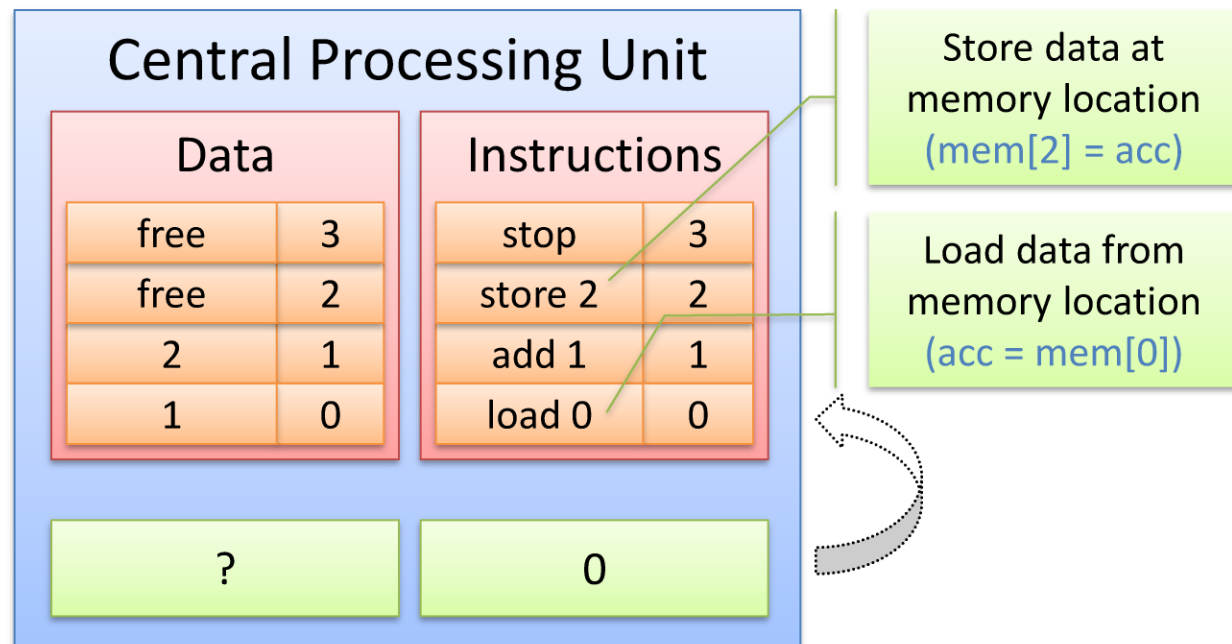 Central Processing Unit
Data
free 3
free 2
2 1
1 0
?
Instructions
stop 3
store 2 2
add 1 1
load 0 0
0
Store data at
memory location
(mem[2] = acc)
Load data from
memory location
(acc = mem[0])